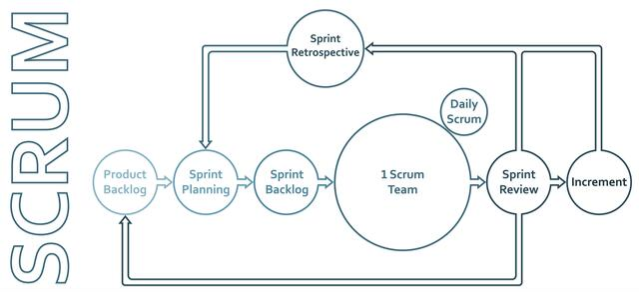 SCRUM
Sprint
Retrospective
Daily
Scrum
Product
Backlog
Sprint
Planning
Sprint
Backlog
1 Scrum
Team
Sprint
Review
Increment